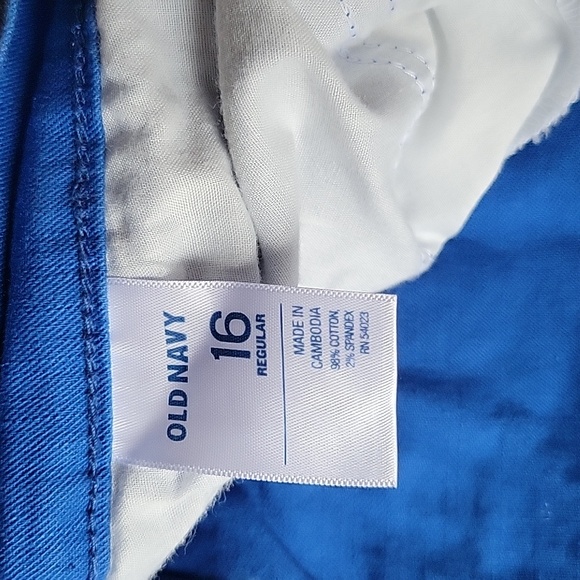 OLD NAVY
16
REGULAR
MADE IN
CAMBODIA
98% COTTON,
2% SPANDEX
RN 54023